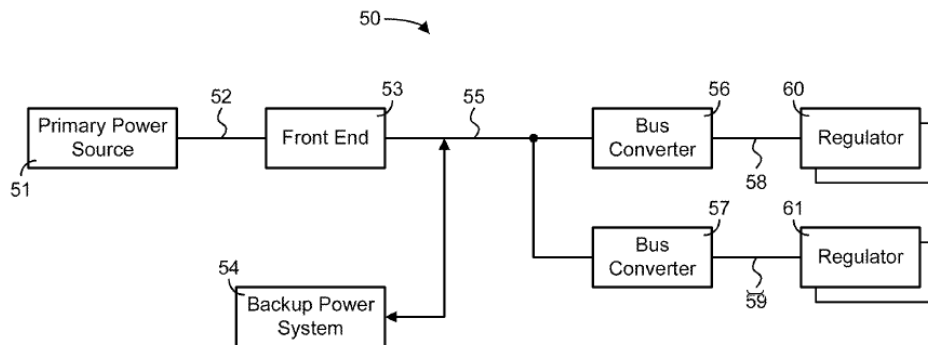 50
52
53
55
56
60
Primary Power
Source
Front End
Bus
Converter
Regulator
51
58
57
61
54
Bus
Converter
Regulator
59
Backup Power
System